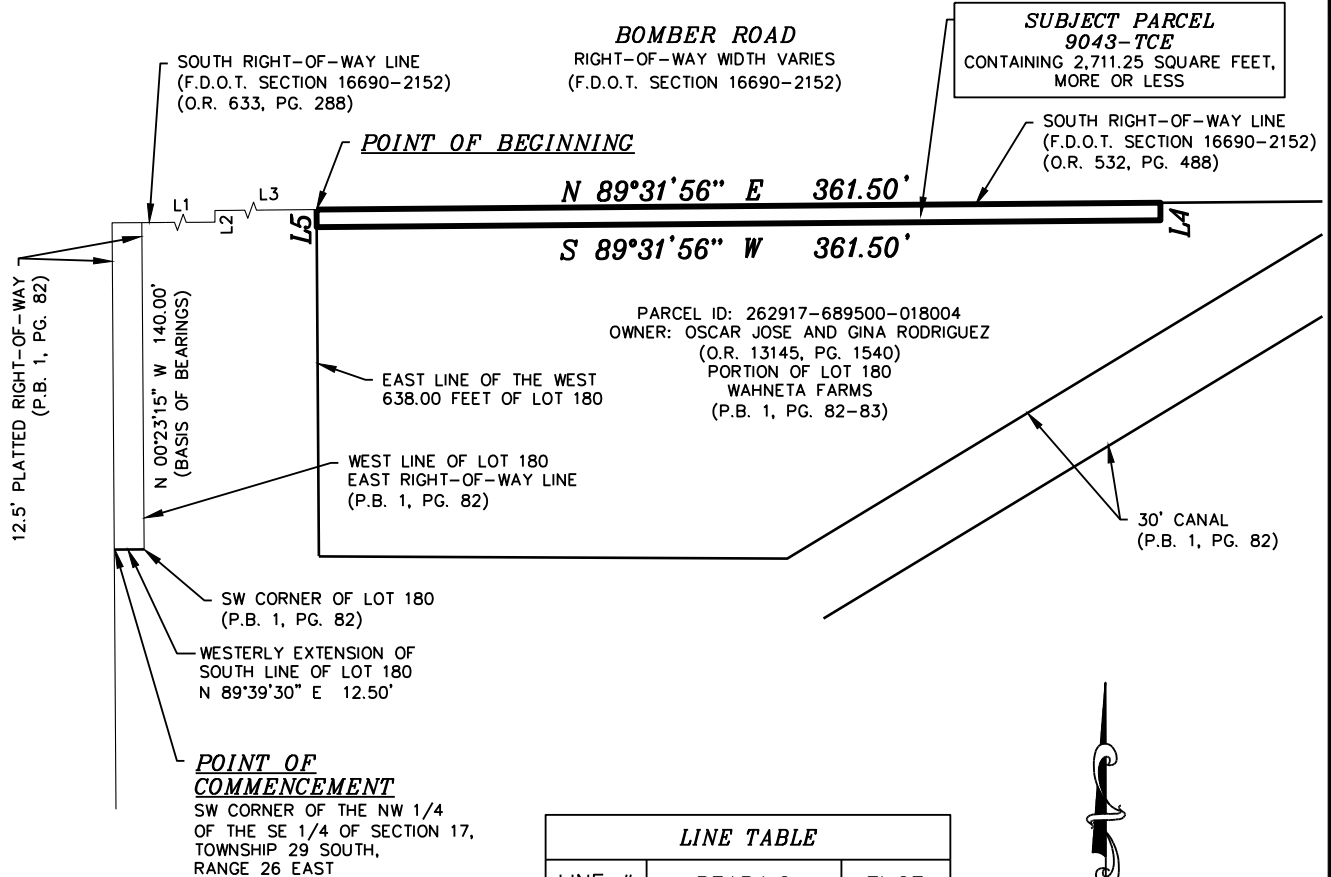 BOMBER ROAD
RIGHT-OF-WAY WIDTH VARIES
(F.D.O.T. SECTION 16690-2152)
SUBJECT PARCEL
9043-TCE
CONTAINING 2,711.25 SQUARE FEET,
MORE OR LESS
SOUTH RIGHT-OF-WAY LINE
(F.D.O.T. SECTION 16690-2152)
(O.R. 633, PG. 288)
SOUTH RIGHT-OF-WAY LINE
(F.D.O.T. SECTION 16690-2152)
(O.R. 532, PG. 488)
POINT OF BEGINNING
N 89°31'56" E 361.50'
L1
L2
L3
L5
L4
S 89°31'56" W 361.50'
12.5' PLATTED RIGHT-OF-WAY
(P.B. 1, PG. 82)
N 00°23'15" W 140.00'
(BASIS OF BEARINGS)
PARCEL ID: 262917-689500-018004
OWNER: OSCAR JOSE AND GINA RODRIGUEZ
(O.R. 13145, PG. 1540)
PORTION OF LOT 180
WAHNETA FARMS
(P.B. 1, PG. 82-83)
EAST LINE OF THE WEST
638.00 FEET OF LOT 180
WEST LINE OF LOT 180
EAST RIGHT-OF-WAY LINE
(P.B. 1, PG. 82)
30' CANAL
(P.B. 1, PG. 82)
SW CORNER OF LOT 180
(P.B. 1, PG. 82)
WESTERLY EXTENSION OF
SOUTH LINE OF LOT 180
N 89°39'30" E 12.50'
POINT OF
COMMENCEMENT
SW CORNER OF THE NW 1/4
OF THE SE 1/4 OF SECTION 17,
TOWNSHIP 29 SOUTH,
RANGE 26 EAST
LINE TABLE